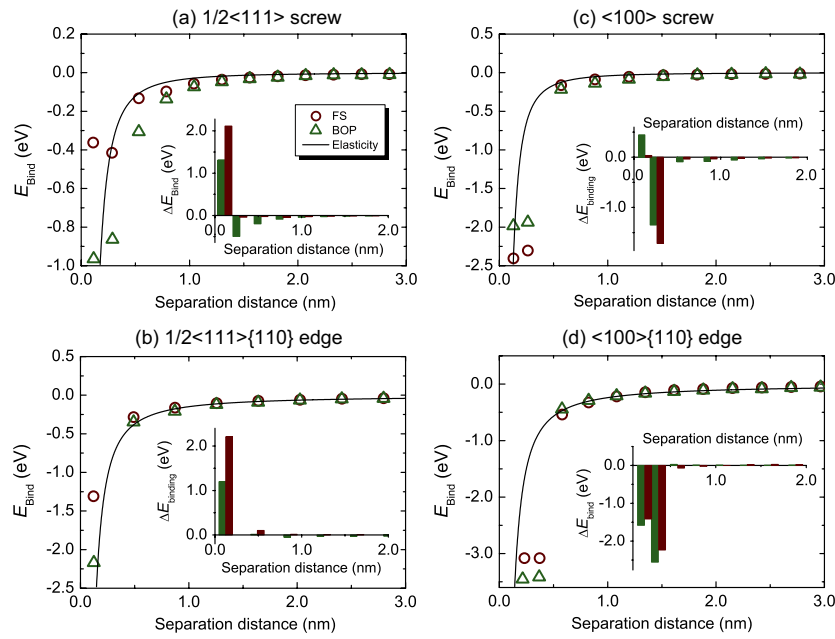 (a) 1/2<111> screw
0.2
0.0
-0.2
-0.4
-0.6
-0.8
-1.0
E_Bind (eV)
FS
BOP
Elasticity
2.0
1.0
0.0
0.0 1.0 2.0
ΔE_Bind (eV)
Separation distance (nm)
0.0 1.0 2.0 3.0
Separation distance (nm)
(c) <100> screw
0.5
0.0
-0.5
-1.0
-1.5
-2.0
-2.5
E_Bind (eV)
Separation distance (nm)
0.0
-1.0
0.0 1.0 2.0
ΔE_binding (eV)
0.0 1.0 2.0 3.0
Separation distance (nm)
(b) 1/2<111>{110} edge
0.5
0.0
-0.5
-1.0
-1.5
-2.0
-2.5
E_Bind (eV)
2.0
1.0
0.0
0.0 1.0 2.0
ΔE_binding (eV)
Separation distance (nm)
0.0 1.0 2.0 3.0
Separation distance (nm)
(d) <100>{110} edge
0.0
-1.0
-2.0
-3.0
E_Bind (eV)
Separation distance (nm)
0.0
-1.0
-2.0
1.0 2.0
ΔE_bind (eV)
0.0 1.0 2.0 3.0
Separation distance (nm)